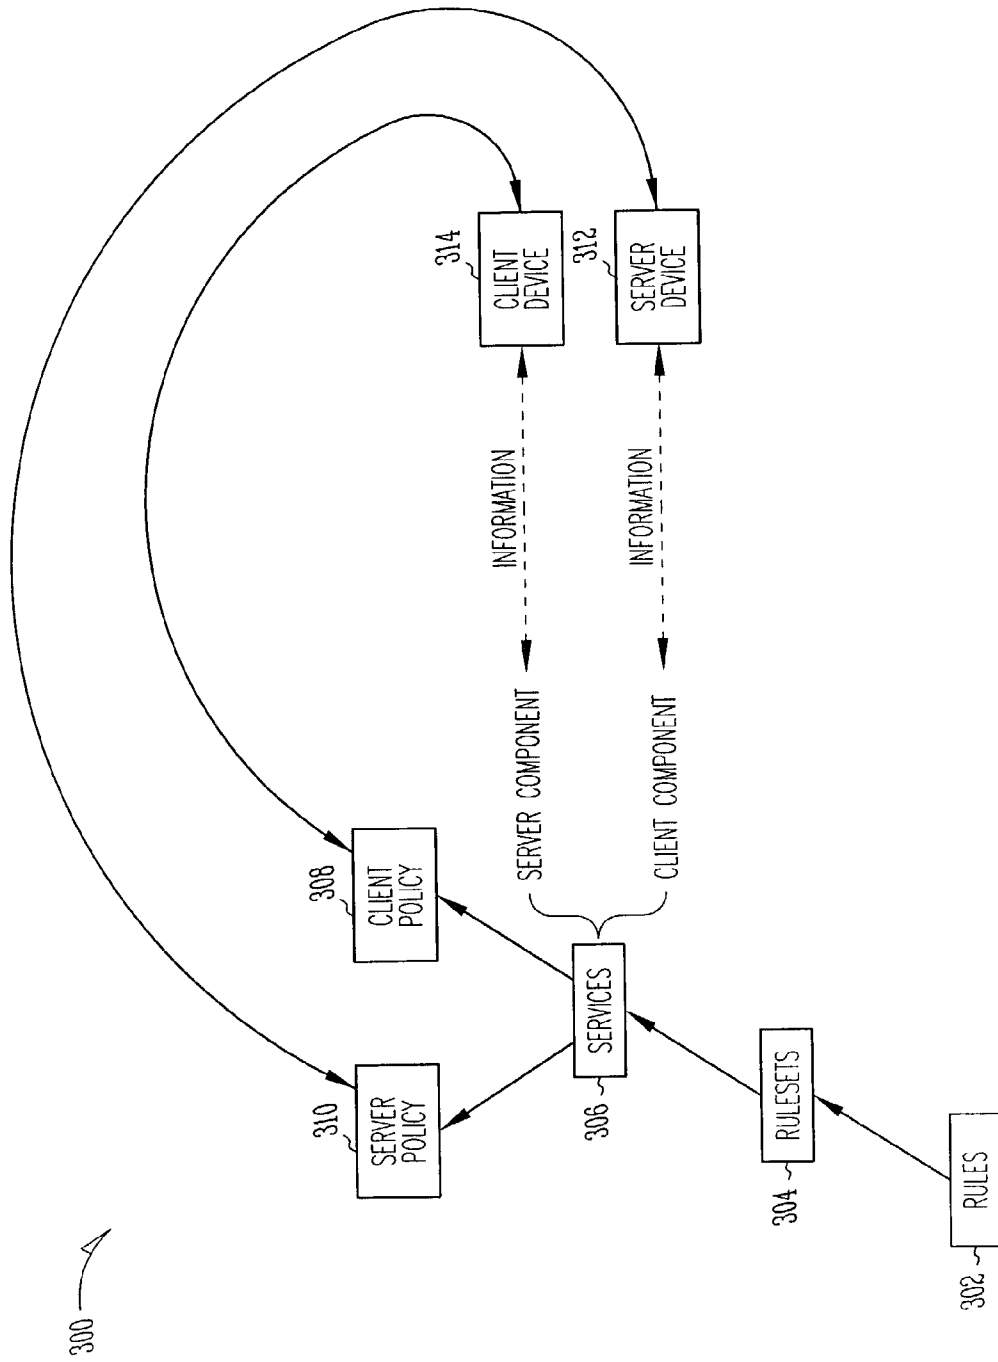 300
310
SERVER
POLICY
308
CLIENT
POLICY
314
CLIENT
DEVICE
312
SERVER
DEVICE
SERVER COMPONENT
INFORMATION
CLIENT COMPONENT
INFORMATION
SERVICES
306
RULESETS
304
RULES
302